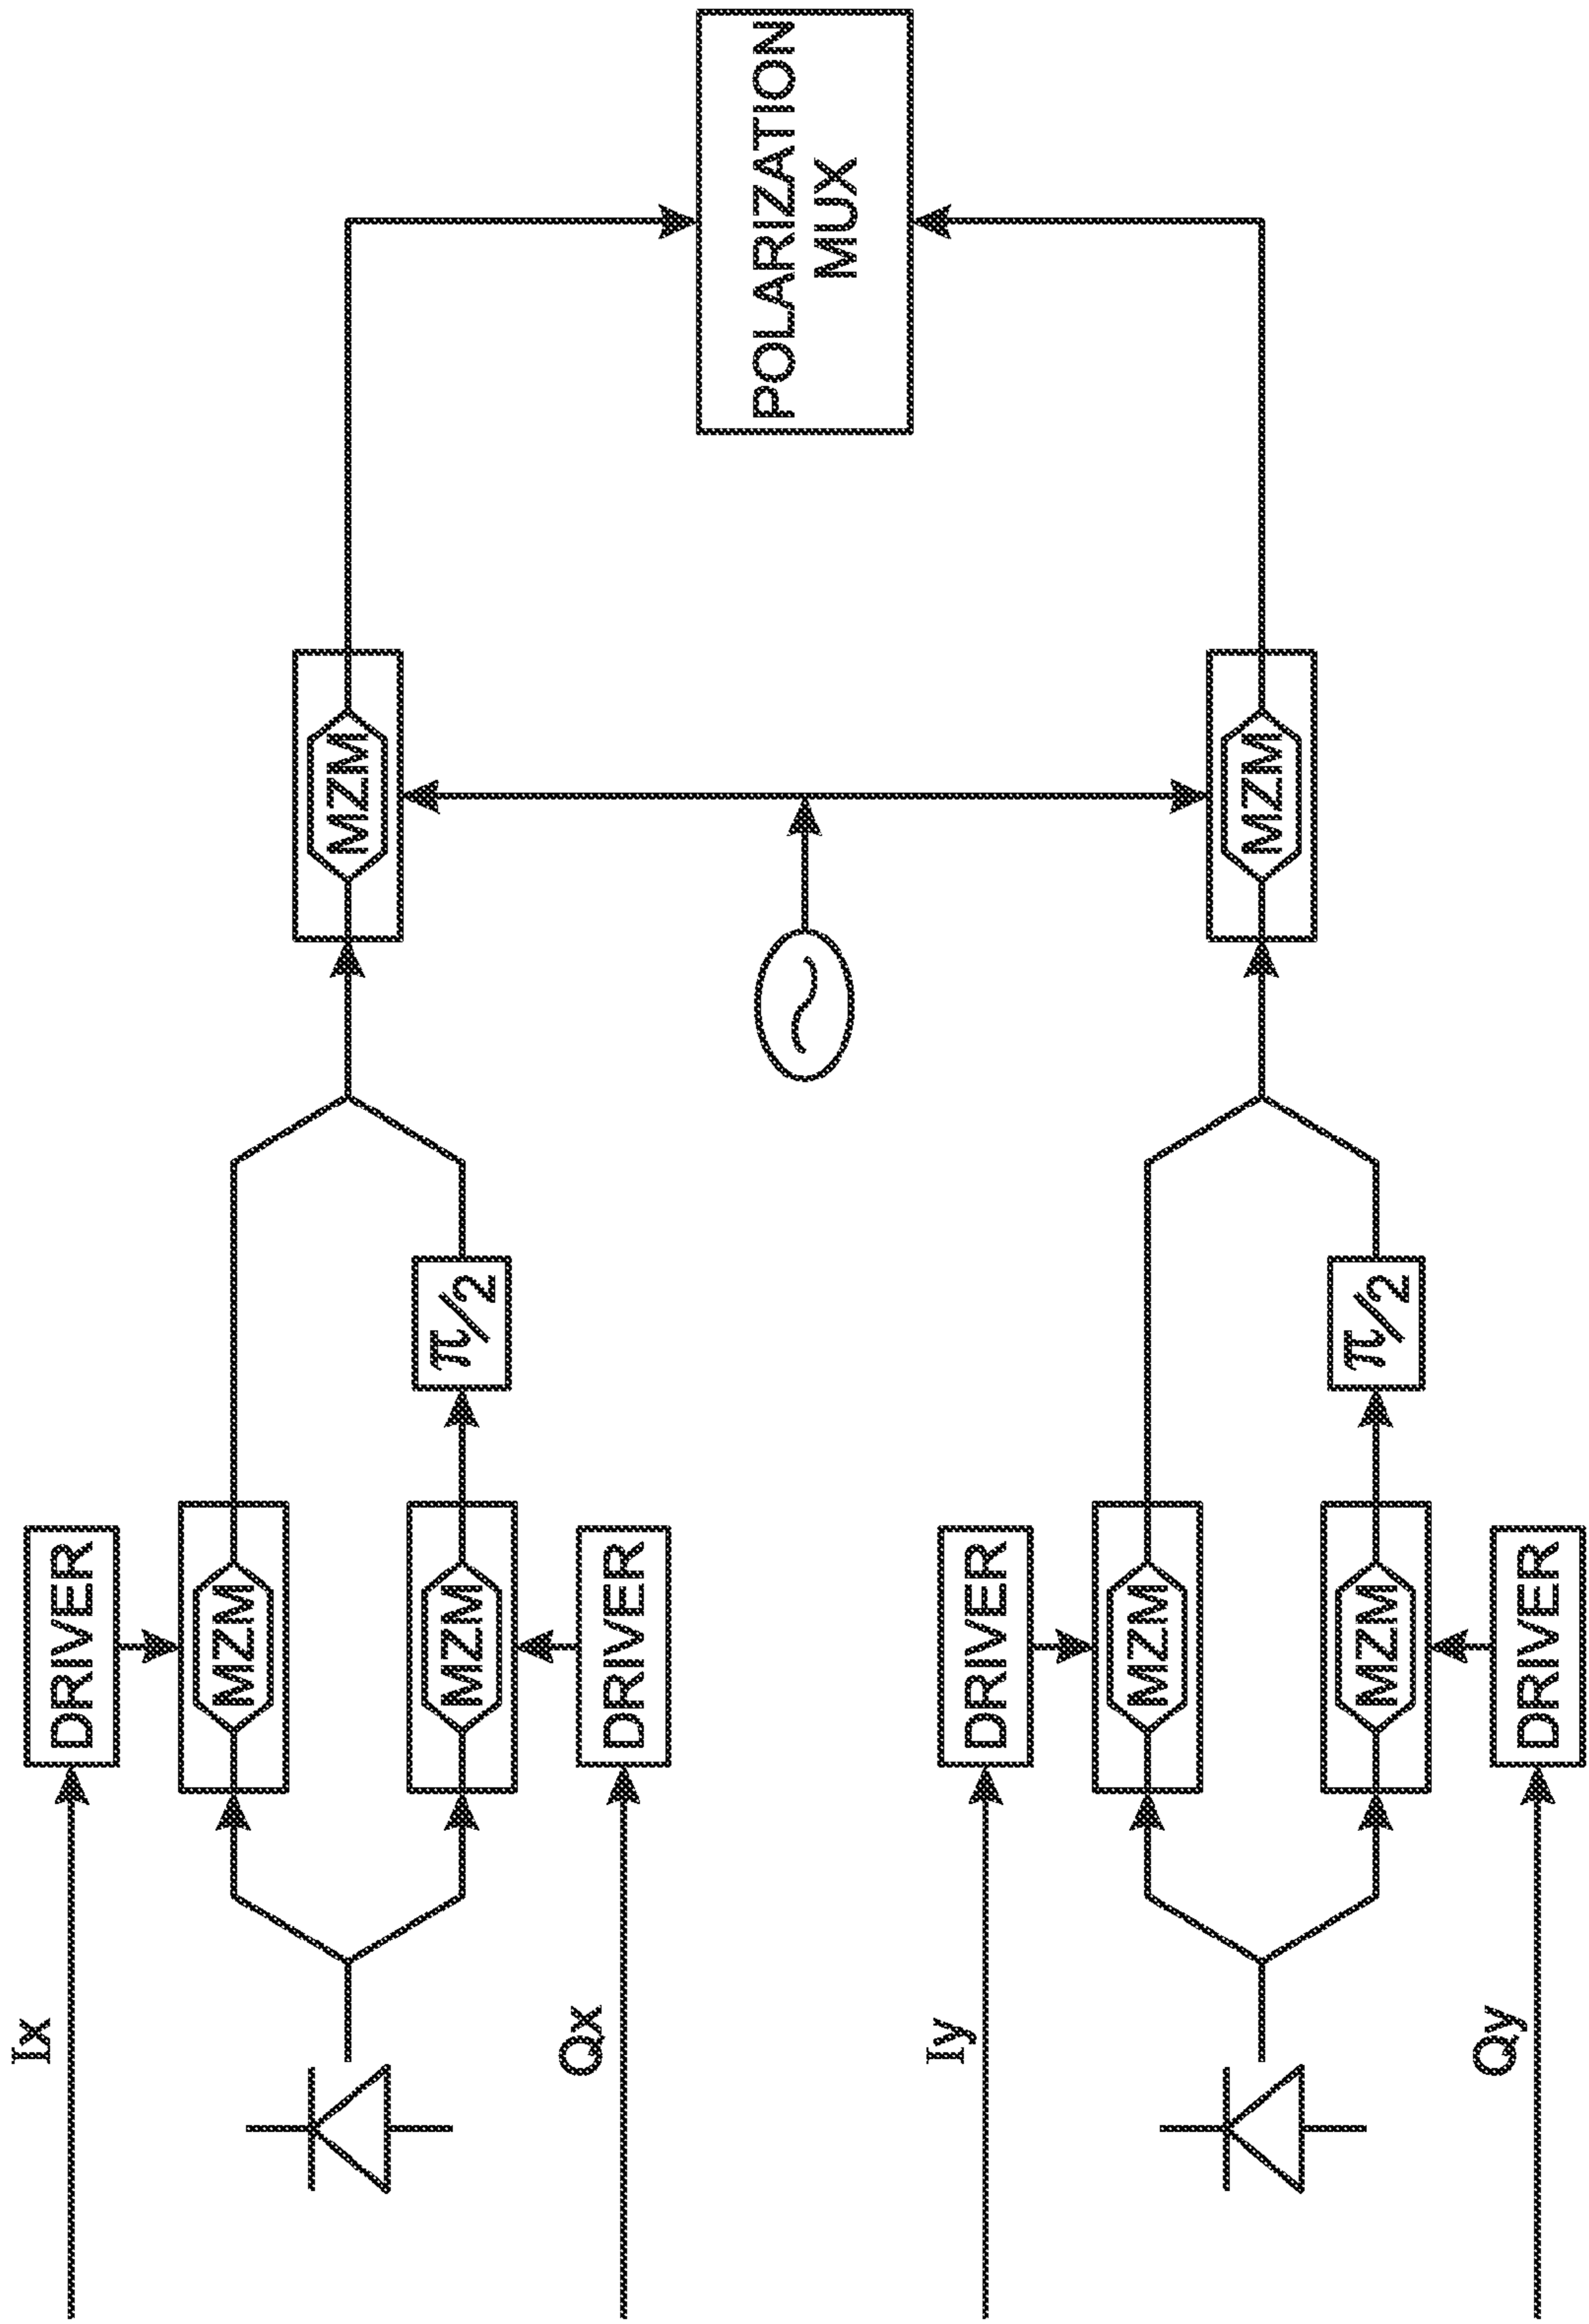 Ix
DRIVER
MZM
MZM
π/2
Qx
DRIVER
MZM
POLARIZATION
MUX
Iy
DRIVER
MZM
MZM
π/2
Qy
DRIVER
MZM